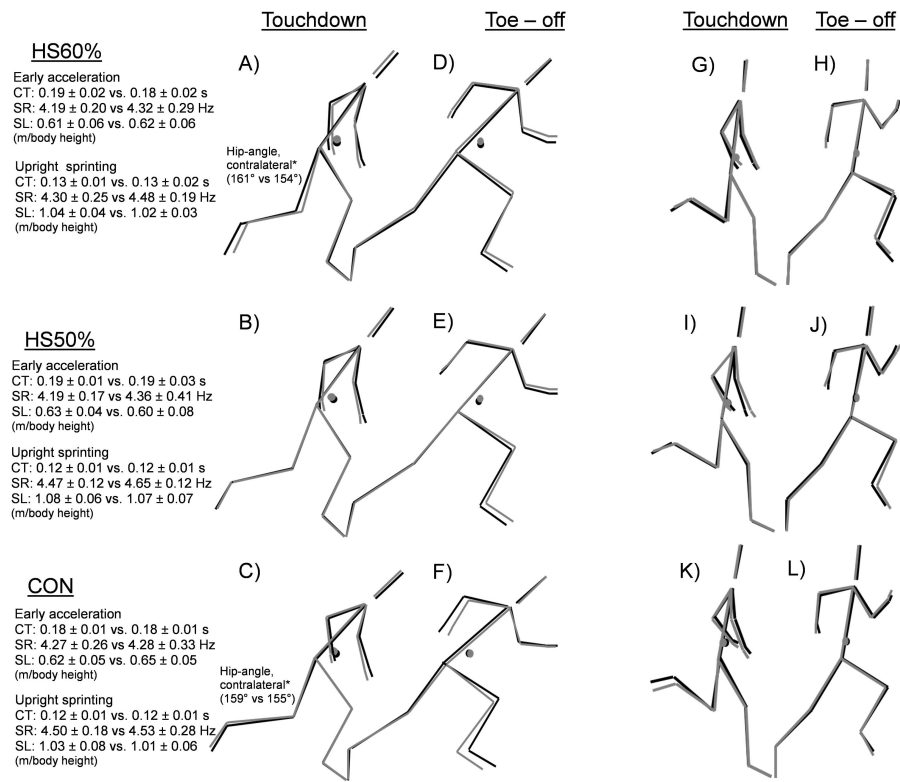 Touchdown
Toe – off
Touchdown
Toe – off
HS60%
Early acceleration
CT: 0.19 ± 0.02 vs. 0.18 ± 0.02 s
SR: 4.19 ± 0.20 vs 4.32 ± 0.29 Hz
SL: 0.61 ± 0.06 vs. 0.62 ± 0.06
(m/body height)
Upright sprinting
CT: 0.13 ± 0.01 vs. 0.13 ± 0.02 s
SR: 4.30 ± 0.25 vs 4.48 ± 0.19 Hz
SL: 1.04 ± 0.04 vs. 1.02 ± 0.03
(m/body height)
A)
D)
G)
H)
Hip-angle,
contralateral*
(161° vs 154°)
HS50%
Early acceleration
CT: 0.19 ± 0.01 vs. 0.19 ± 0.03 s
SR: 4.19 ± 0.17 vs 4.36 ± 0.41 Hz
SL: 0.63 ± 0.04 vs. 0.60 ± 0.08
(m/body height)
Upright sprinting
CT: 0.12 ± 0.01 vs. 0.12 ± 0.01 s
SR: 4.47 ± 0.12 vs 4.65 ± 0.12 Hz
SL: 1.08 ± 0.06 vs. 1.07 ± 0.07
(m/body height)
B)
E)
I)
J)
CON
Early acceleration
CT: 0.18 ± 0.01 vs. 0.18 ± 0.01 s
SR: 4.27 ± 0.26 vs 4.28 ± 0.33 Hz
SL: 0.62 ± 0.05 vs. 0.65 ± 0.05
(m/body height)
Upright sprinting
CT: 0.12 ± 0.01 vs. 0.12 ± 0.01 s
SR: 4.50 ± 0.18 vs 4.53 ± 0.28 Hz
SL: 1.03 ± 0.08 vs. 1.01 ± 0.06
(m/body height)
C)
F)
K)
L)
Hip-angle,
contralateral*
(159° vs 155°)